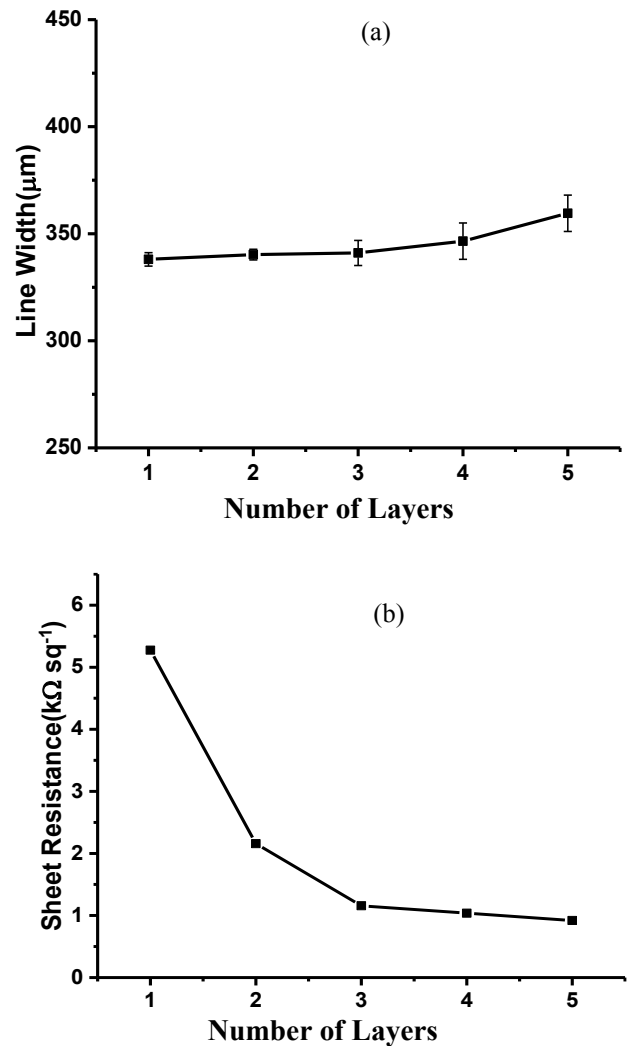 (a)
450
400
350
300
250
Line Width(μm)
1 2 3 4 5
Number of Layers
(b)
6
5
4
3
2
1
0
Sheet Resistance(kΩ sq-1)
1 2 3 4 5
Number of Layers